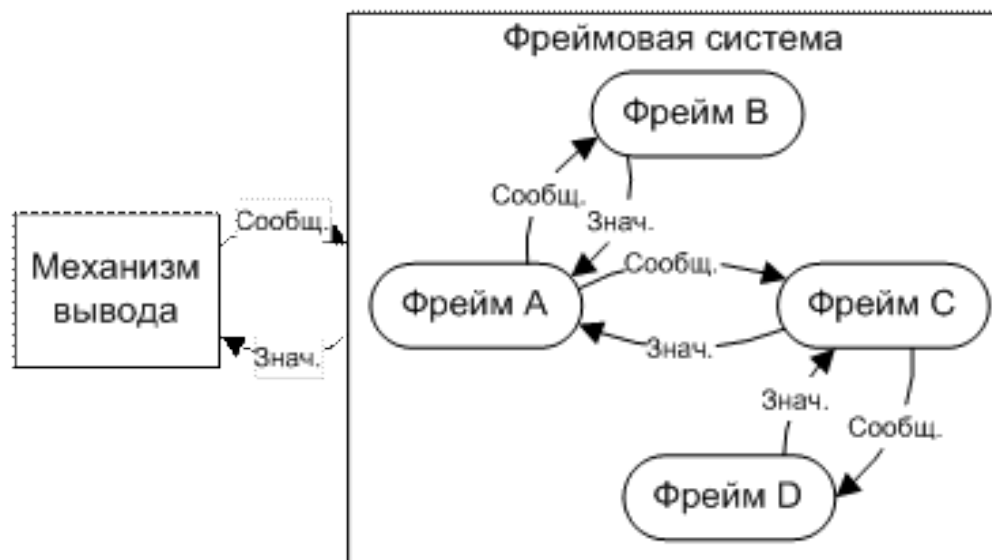 Фреймовая система
Фрейм B
Сообщ.
Знач.
Сообщ.
Механизм
вывода
Знач.
Фрейм A
Сообщ.
Фрейм C
Знач.
Знач.
Сообщ.
Фрейм D